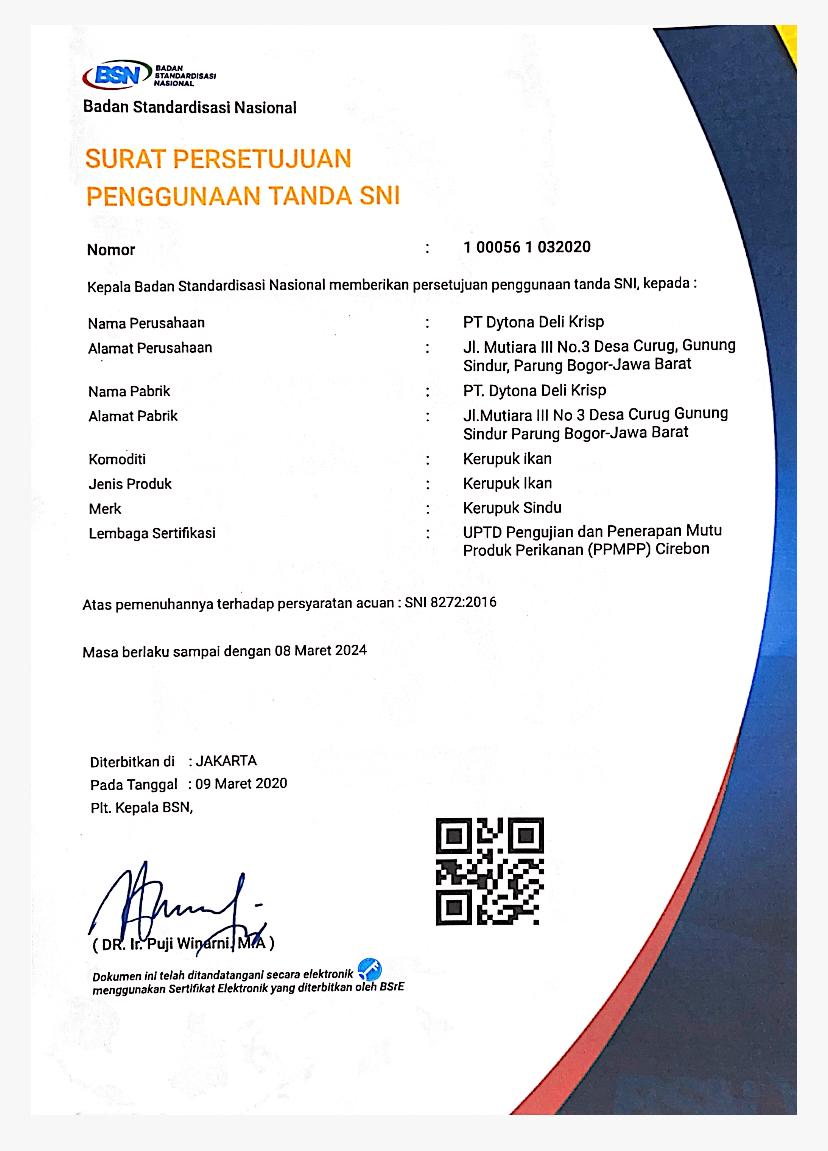 BSN
BADAN
STANDARDISASI
NASIONAL
Badan Standardisasi Nasional
SURAT PERSETUJUAN
PENGGUNAAN TANDA SNI
Nomor : 1 00056 1 032020
Kepala Badan Standardisasi Nasional memberikan persetujuan penggunaan tanda SNI, kepada :
Nama Perusahaan : PT Dytona Deli Krisp
Alamat Perusahaan : Jl. Mutiara III No.3 Desa Curug, Gunung
Sindur, Parung Bogor-Jawa Barat
Nama Pabrik : PT. Dytona Deli Krisp
Alamat Pabrik : Jl.Mutiara III No 3 Desa Curug Gunung
Sindur Parung Bogor-Jawa Barat
Komoditi : Kerupuk ikan
Jenis Produk : Kerupuk Ikan
Merk : Kerupuk Sindu
Lembaga Sertifikasi : UPTD Pengujian dan Penerapan Mutu
Produk Perikanan (PPMPP) Cirebon
Atas pemenuhannya terhadap persyaratan acuan : SNI 8272:2016
Masa berlaku sampai dengan 08 Maret 2024
Diterbitkan di : JAKARTA
Pada Tanggal : 09 Maret 2020
Plt. Kepala BSN,
( DR. Ir. Puji Winarni, MA )
Dokumen ini telah ditandatangani secara elektronik
menggunakan Sertifikat Elektronik yang diterbitkan oleh BSrE